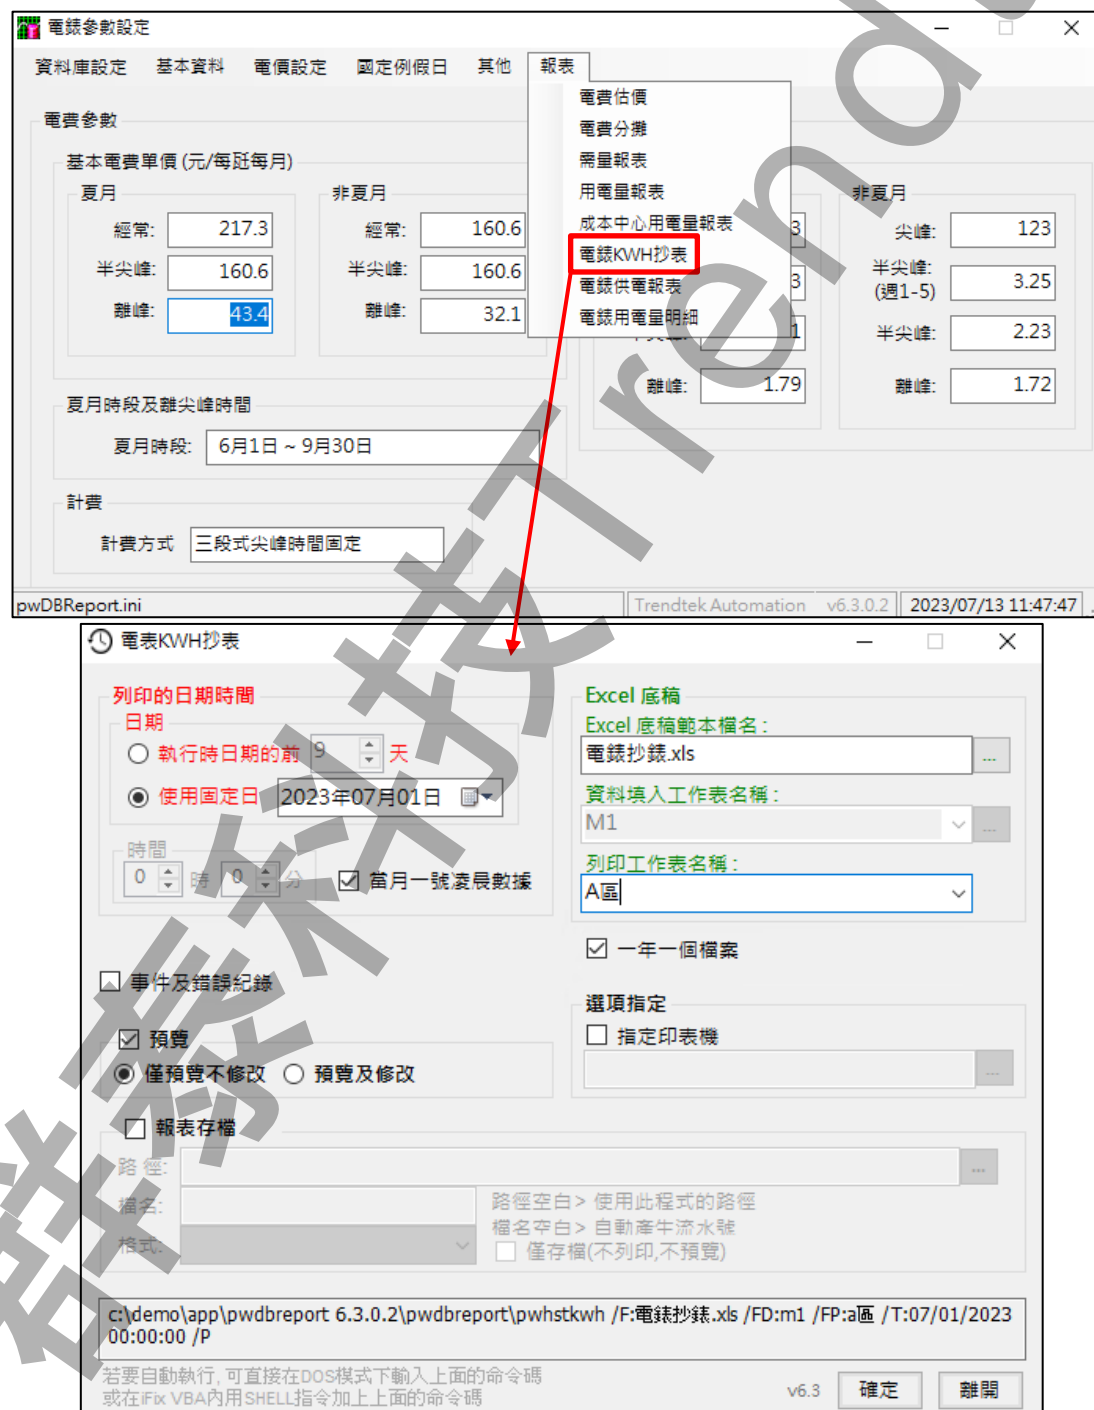 電錶參數設定
資料庫設定 基本資料 電價設定 國定例假日 其他 報表
電費估價
電費分攤
需量報表
用電量報表
成本中心用電量報表
電錶KWH抄表
電錶供電報表
電錶用電量明細
電費參數
基本電費單價 (元/每瓩每月)
夏月
經常: 217.3
半尖峰: 160.6
離峰: 43.4
非夏月
經常: 160.6
半尖峰: 160.6
離峰: 32.1
3
3
1
離峰: 1.79
非夏月
尖峰: 123
半尖峰:
(週1-5) 3.25
半尖峰: 2.23
離峰: 1.72
夏月時段及離尖峰時間
夏月時段: 6月1日 ~ 9月30日
計費
計費方式 三段式尖峰時間固定
pwDBReport.ini Trendtek Automation v6.3.0.2 2023/07/13 11:47:47
電表KWH抄表
列印的日期時間
日期
執行時日期的前 9 天
使用固定日 2023年07月01日
時間
0 時 0 分 當月一號凌晨數據
事件及錯誤紀錄
預覽
僅預覽不修改 預覽及修改
Excel 底稿
Excel 底稿範本檔名 :
電錶抄錶.xls ...
資料填入工作表名稱 :
M1 ...
列印工作表名稱 :
A區
一年一個檔案
選項指定
指定印表機
...
報表存檔
路 徑: ...
檔名:
格式:
路徑空白> 使用此程式的路徑
檔名空白> 自動產生流水號
僅存檔(不列印,不預覽)
c:\demo\app\pwdbreport 6.3.0.2\pwdbreport\pwhstkwh /F:電錶抄錶.xls /FD:m1 /FP:a區 /T:07/01/2023
00:00:00 /P
若要自動執行, 可直接在DOS模式下輸入上面的命令碼
或在iFix VBA內用SHELL指令加上上面的命令碼
v6.3 確定 離開
群泰科技Trend